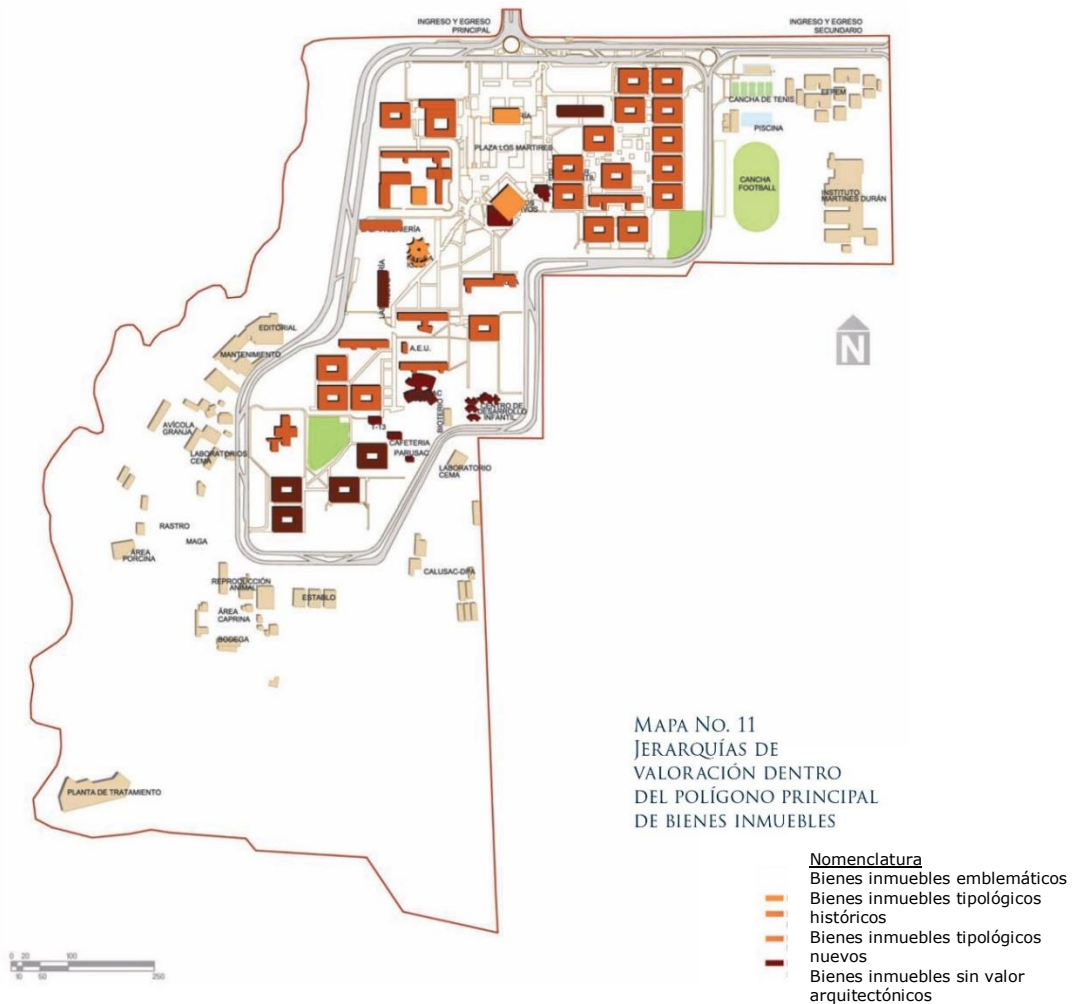 INGRESO Y EGRESO
PRINCIPAL
INGRESO Y EGRESO
SECUNDARIO
CANCHA DE TENIS
EFPEM
PISCINA
PLAZA LOS MARTIRES
CANCHA
FOOTBALL
INSTITUTO
MARTINES DURÁN
N
EDITORIAL
MANTENIMIENTO
A.E.U.
CENTRO DE
DESARROLLO
INFANTIL
BIOTERIO
T-13
CAFETERIA
PARUSAC
AVÍCOLA
GRANJA
LABORATORIOS
CEMA
LABORATORIO
CEMA
RASTRO
MAGA
ÁREA
PORCINA
REPRODUCCIÓN
ANIMAL
ESTABLO
CALUSAC-DPA
ÁREA
CAPRINA
BODEGA
PLANTA DE TRATAMIENTO
MAPA NO. 11
JERARQUÍAS DE
VALORACIÓN DENTRO
DEL POLÍGONO PRINCIPAL
DE BIENES INMUEBLES
Nomenclatura
Bienes inmuebles emblemáticos
Bienes inmuebles tipológicos
históricos
Bienes inmuebles tipológicos
nuevos
Bienes inmuebles sin valor
arquitectónicos
0 20 100
10 50 250